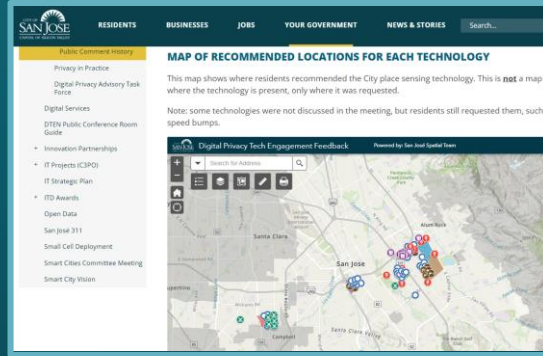 CITY OF
SAN JOSE
CAPITAL OF SILICON VALLEY
RESIDENTS
BUSINESSES
JOBS
YOUR GOVERNMENT
NEWS & STORIES
Search...
Public Comment History
Privacy in Practice
Digital Privacy Advisory Task
Force
Digital Services
DTEN Public Conference Room
Guide
+ Innovation Partnerships
+ IT Projects (C3PO)
IT Strategic Plan
+ ITD Awards
Open Data
San José 311
Small Cell Deployment
Smart Cities Committee Meeting
Smart City Vision
MAP OF RECOMMENDED LOCATIONS FOR EACH TECHNOLOGY
This map shows where residents recommended the City place sensing technology. This is not a map
where the technology is present, only where it was requested.
Note: some technologies were not discussed in the meeting, but residents still requested them, such
speed bumps.
SAN JOSE
Digital Privacy Tech Engagement Feedback
Powered by: San José Spatial Team
+
Search for Address
-
Santa Clara
Alum Rock
San Jose
Campbell